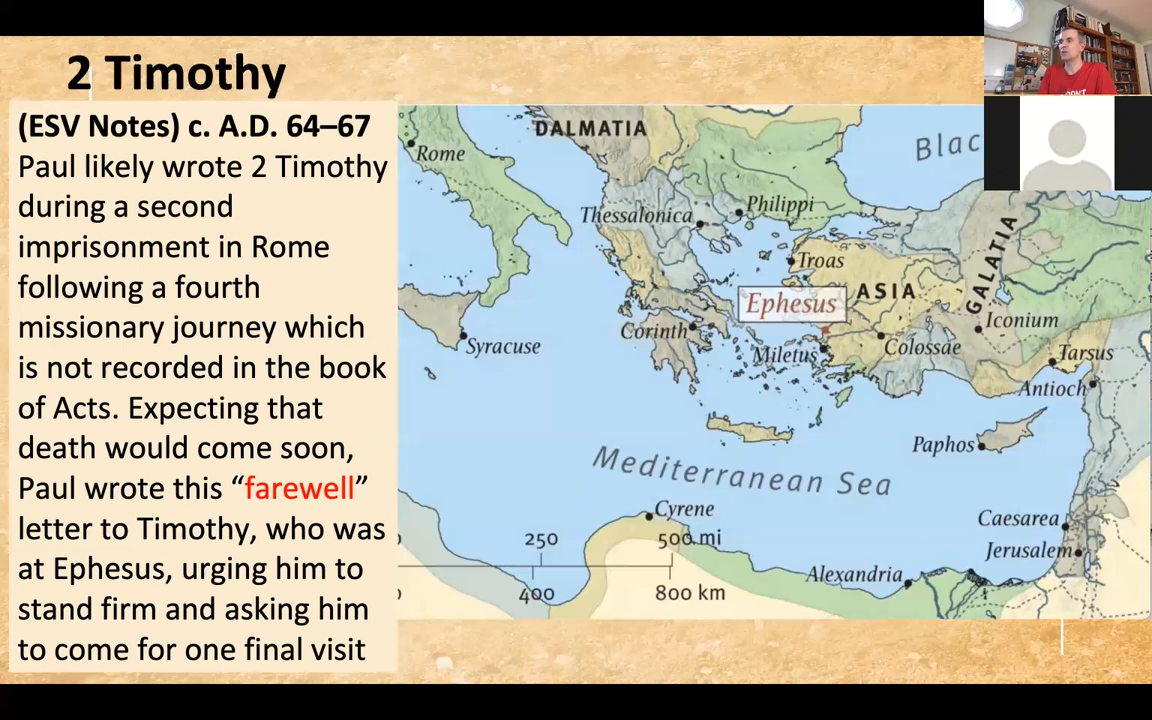 2 Timothy
(ESV Notes) c. A.D. 64–67
Paul likely wrote 2 Timothy
during a second
imprisonment in Rome
following a fourth
missionary journey which
is not recorded in the book
of Acts. Expecting that
death would come soon,
Paul wrote this “farewell”
letter to Timothy, who was
at Ephesus, urging him to
stand firm and asking him
to come for one final visit
DALMATIA
Rome
Blac
Philippi
Thessalonica
GALATIA
Troas
ASIA
Ephesus
Iconium
Corinth
Syracuse
Miletus
Colossae
Tarsus
Antioch
Paphos
Mediterranean Sea
Cyrene
Caesarea
250
500 mi
Jerusalem
Alexandria
400
800 km